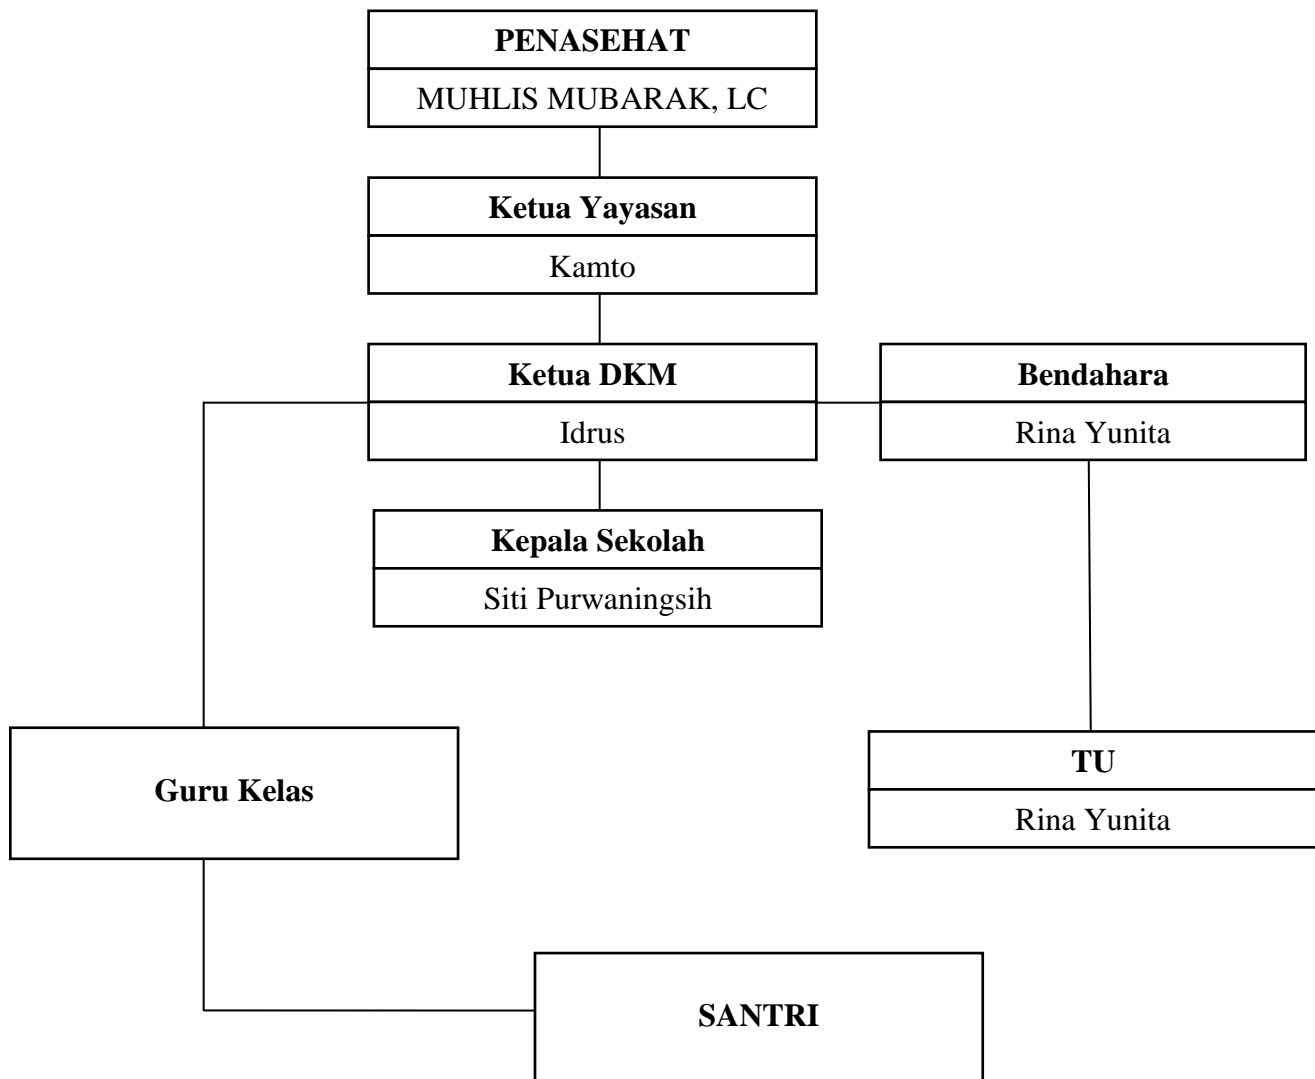 PENASEHAT
MUHLIS MUBARAK, LC
Ketua Yayasan
Kamto
Ketua DKM
Idrus
Bendahara
Rina Yunita
Kepala Sekolah
Siti Purwaningsih
Guru Kelas
TU
Rina Yunita
SANTRI